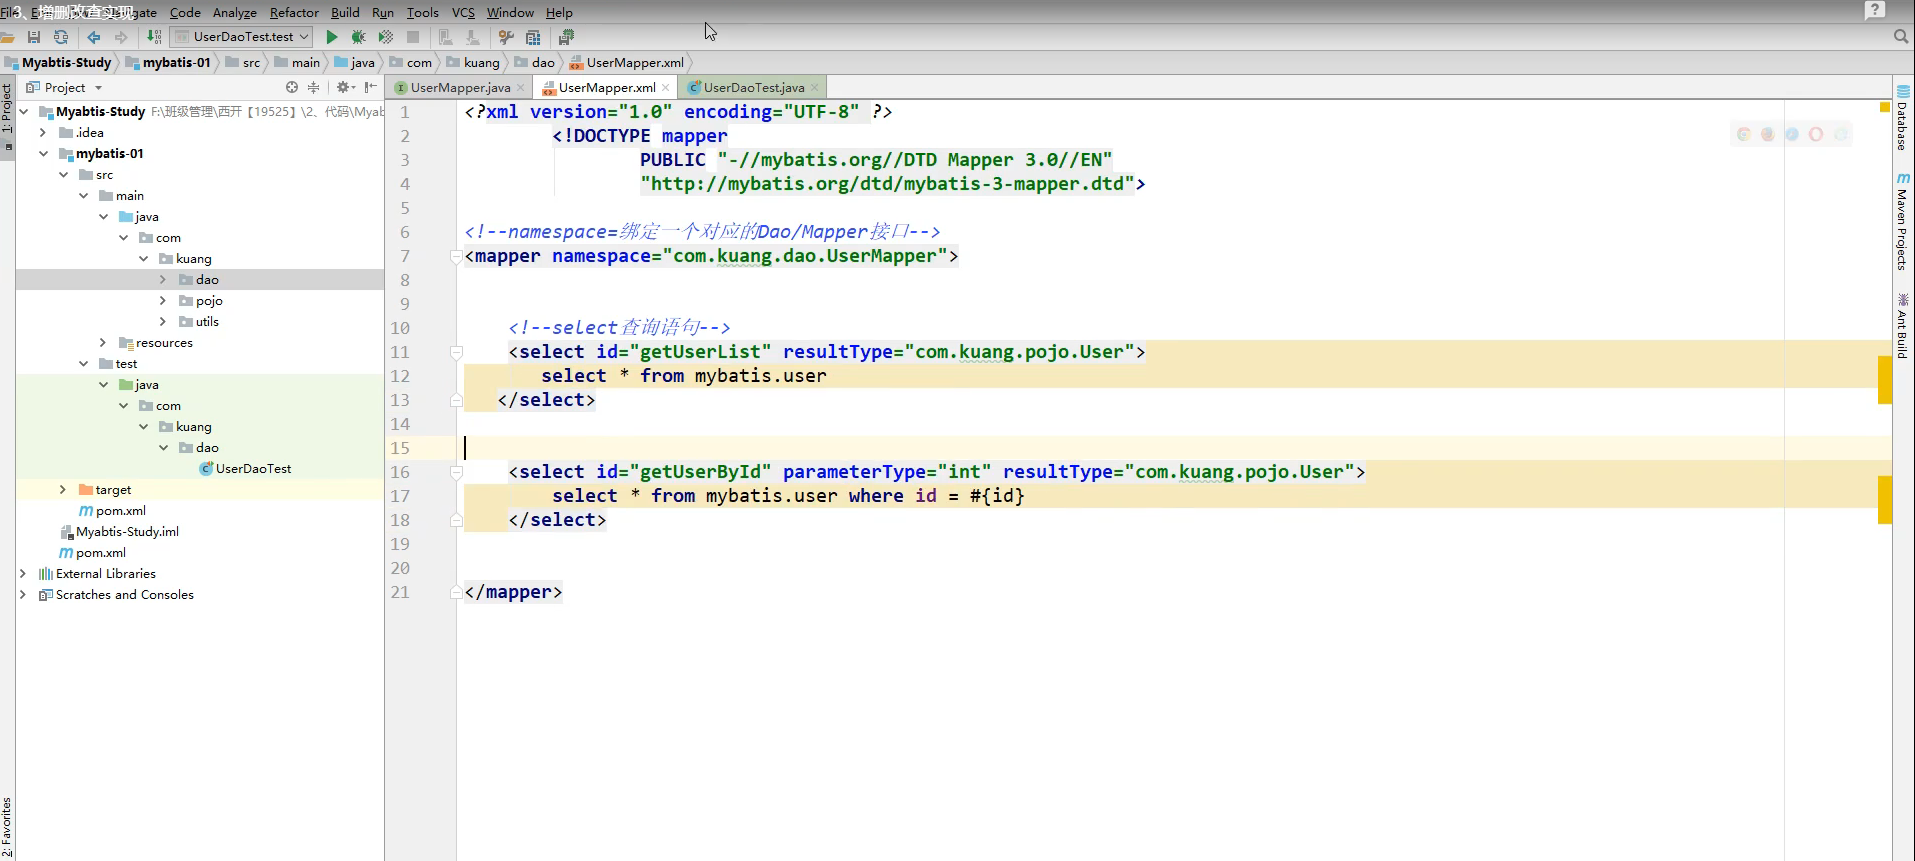 3、增删改查实现
File Navigate Code Analyze Refactor Build Run Tools VCS Window Help
UserDaoTest.test
Myabtis-Study mybatis-01 src main java com kuang dao UserMapper.xml
Project
UserMapper.java UserMapper.xml UserDaoTest.java
Myabtis-Study F:\班级管理\西开【19525】\2、代码\Myab
.idea
mybatis-01
src
main
java
com
kuang
dao
pojo
utils
resources
test
java
com
kuang
dao
UserDaoTest
target
pom.xml
Myabtis-Study.iml
pom.xml
External Libraries
Scratches and Consoles
1: Project
2: Favorites
1 <?xml version="1.0" encoding="UTF-8" ?>
2 <!DOCTYPE mapper
3 PUBLIC "-//mybatis.org//DTD Mapper 3.0//EN"
4 "http://mybatis.org/dtd/mybatis-3-mapper.dtd">
5
6 <!--namespace=绑定一个对应的Dao/Mapper接口-->
7 <mapper namespace="com.kuang.dao.UserMapper">
8
9
10 <!--select查询语句-->
11 <select id="getUserList" resultType="com.kuang.pojo.User">
12 select * from mybatis.user
13 </select>
14
15
16 <select id="getUserById" parameterType="int" resultType="com.kuang.pojo.User">
17 select * from mybatis.user where id = #{id}
18 </select>
19
20
21 </mapper>
Database
Maven Projects
Ant Build